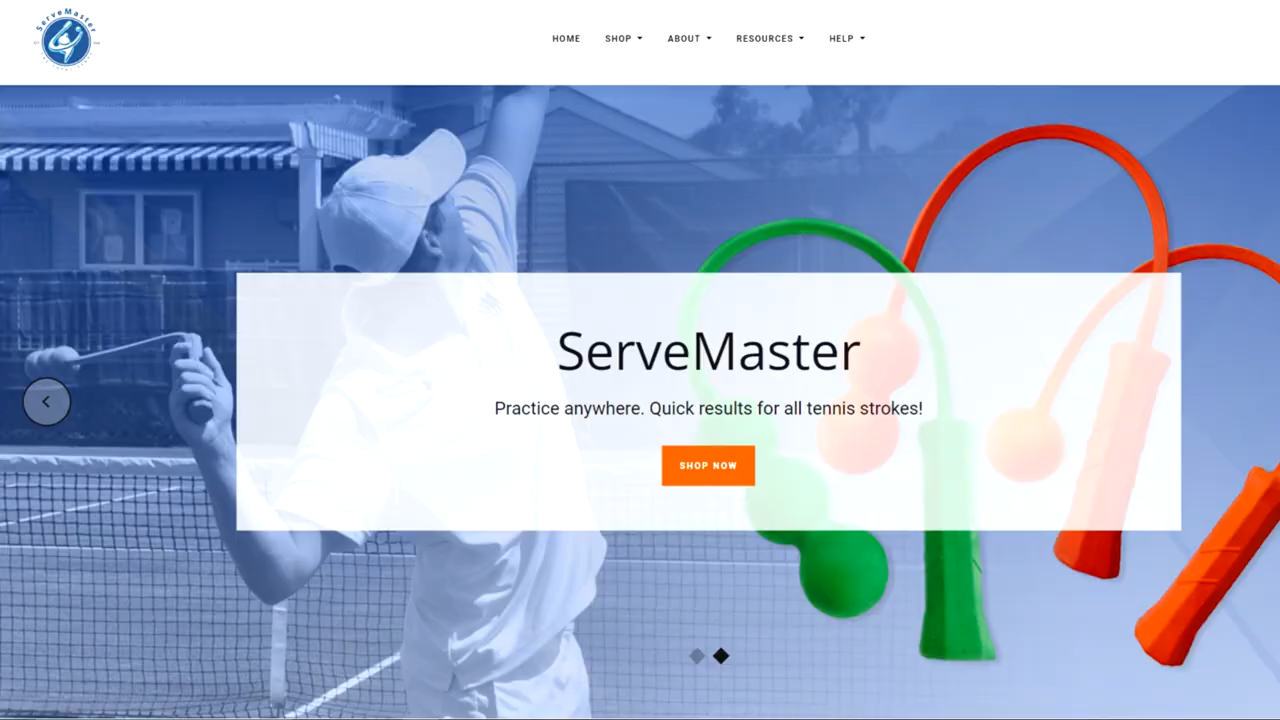 ServeMaster
HOME
SHOP
ABOUT
RESOURCES
HELP
ServeMaster
Practice anywhere. Quick results for all tennis strokes!
SHOP NOW